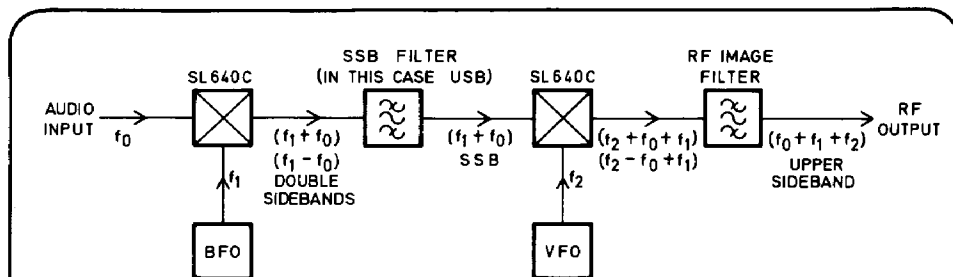 SSB FILTER
(IN THIS CASE USB)
RF IMAGE
FILTER
SL640C
SL640C
AUDIO
INPUT
f0
(f1 + f0)
(f1 - f0)
DOUBLE
SIDEBANDS
(f1 + f0)
SSB
(f2 + f0 + f1)
(f2 - f0 + f1)
(f0 + f1 + f2)
UPPER
SIDEBAND
RF
OUTPUT
f1
f2
BFO
VFO